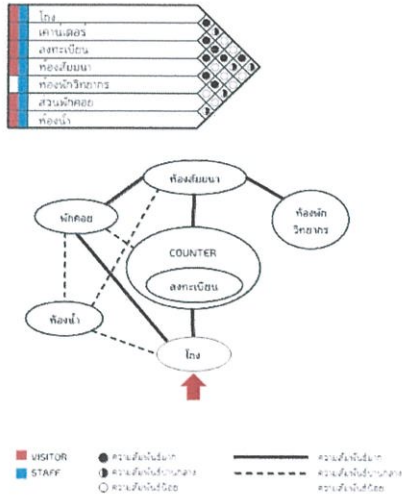 โถง
เคาน์เตอร์
ลงทะเบียน
ห้องสัมมนา
ห้องพักวิทยากร
ส่วนพักคอย
ห้องน้ำ
ห้องสัมมนา
พักคอย
ห้องพัก
วิทยากร
COUNTER
ลงทะเบียน
ห้องน้ำ
โถง
VISITOR
ความสัมพันธ์มาก
ความสัมพันธ์มาก
STAFF
ความสัมพันธ์ปานกลาง
ความสัมพันธ์ปานกลาง
ความสัมพันธ์น้อย
ความสัมพันธ์น้อย